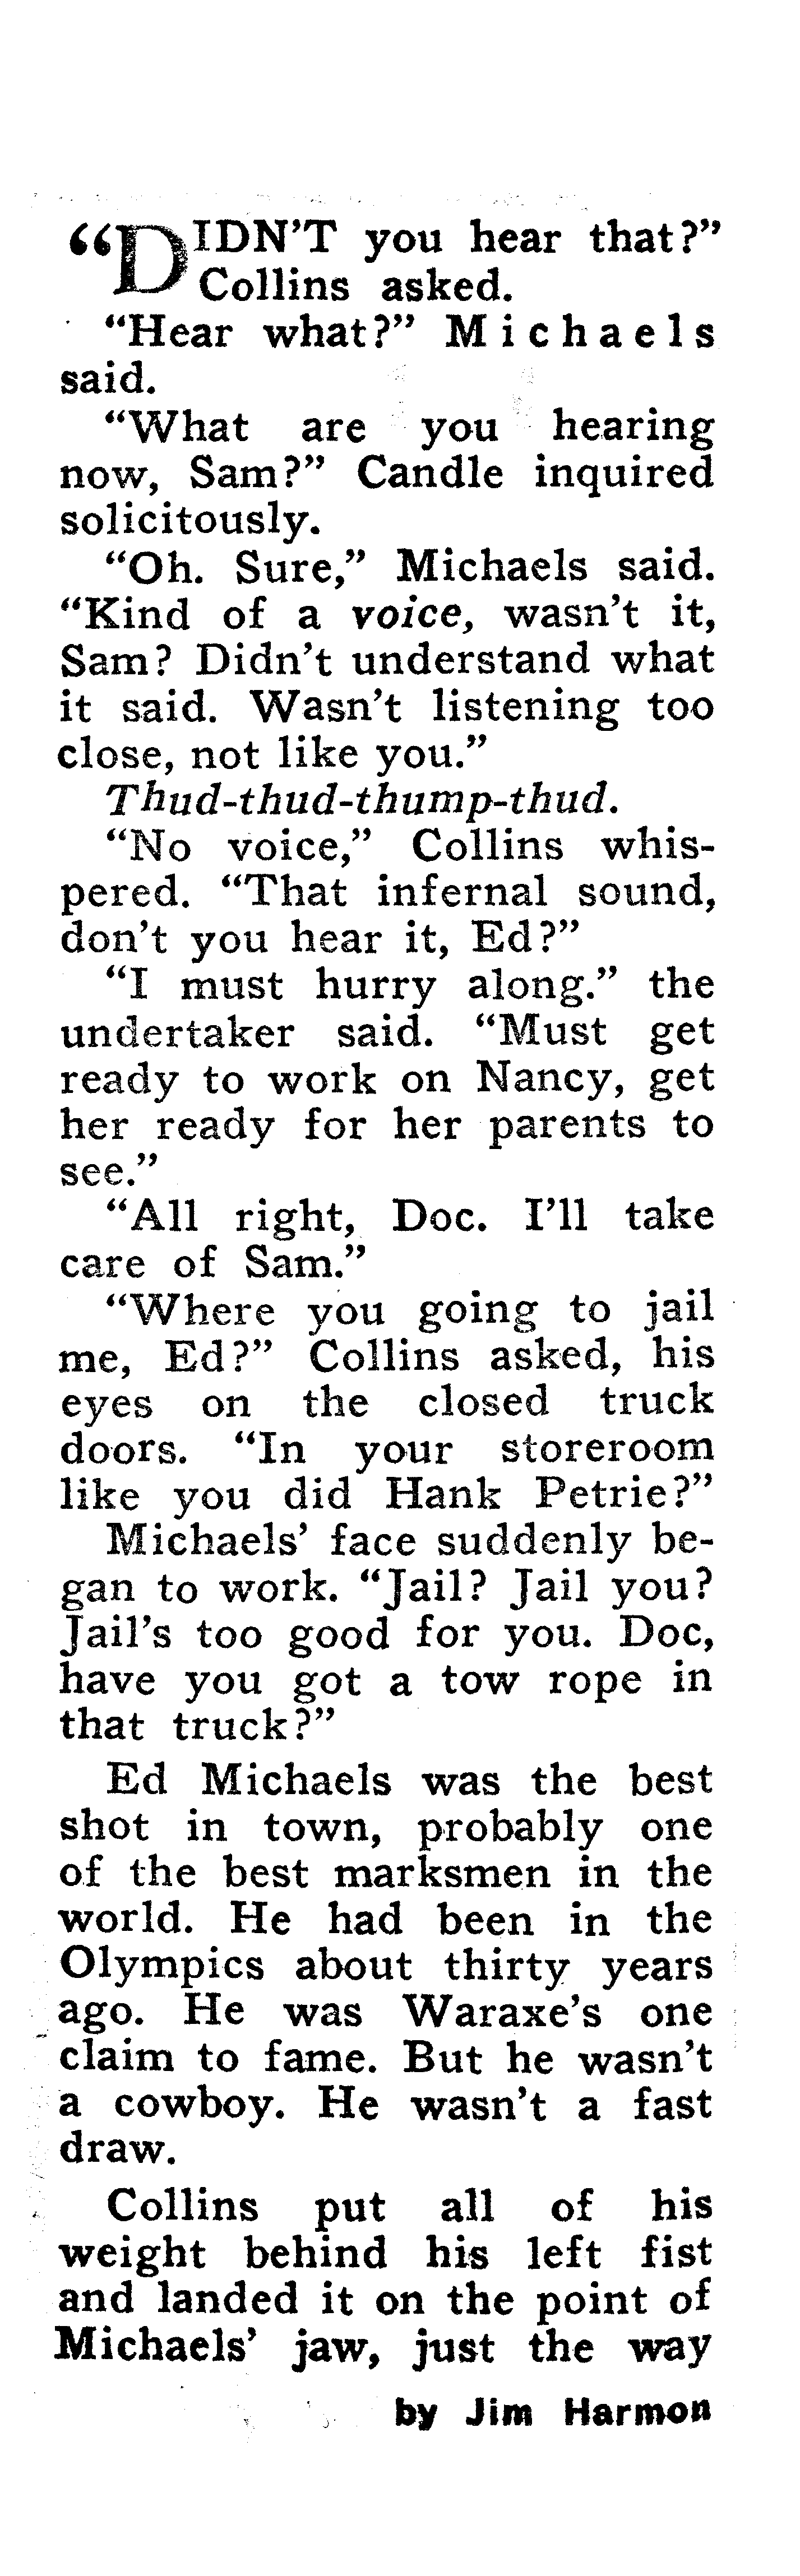 “DIDN’T you hear that?”
Collins asked.
“Hear what?” Michaels
said.
“What are you hearing
now, Sam?” Candle inquired
solicitously.
“Oh. Sure,” Michaels said.
“Kind of a voice, wasn’t it,
Sam? Didn’t understand what
it said. Wasn’t listening too
close, not like you.”
Thud-thud-thump-thud.
“No voice,” Collins whis-
pered. “That infernal sound,
don’t you hear it, Ed?”
“I must hurry along.” the
undertaker said. “Must get
ready to work on Nancy, get
her ready for her parents to
see.”
“All right, Doc. I’ll take
care of Sam.”
“Where you going to jail
me, Ed?” Collins asked, his
eyes on the closed truck
doors. “In your storeroom
like you did Hank Petrie?”
Michaels’ face suddenly be-
gan to work. “Jail? Jail you?
Jail’s too good for you. Doc,
have you got a tow rope in
that truck?”
Ed Michaels was the best
shot in town, probably one
of the best marksmen in the
world. He had been in the
Olympics about thirty years
ago. He was Waraxe’s one
claim to fame. But he wasn’t
a cowboy. He wasn’t a fast
draw.
Collins put all of his
weight behind his left fist
and landed it on the point of
Michaels’ jaw, just the way
by Jim Harmon